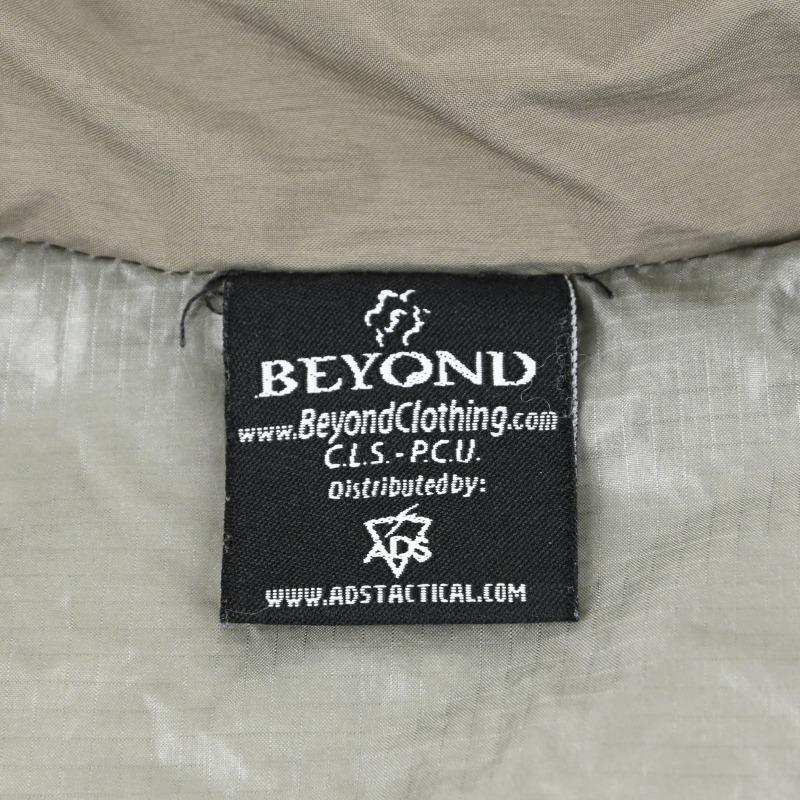 BEYOND
www.BeyondClothing.com
C.L.S. - P.C.U.
Distributed by:
ADS
WWW.ADSTACTICAL.COM